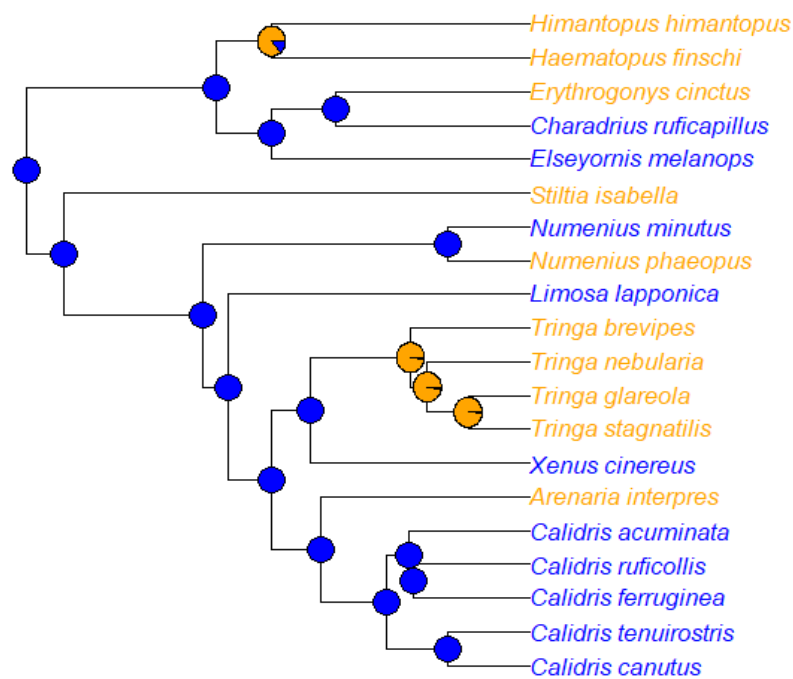 Himantopus himantopus
Haematopus finschi
Erythrogonys cinctus
Charadrius ruficapillus
Elseyornis melanops
Stiltia isabella
Numenius minutus
Numenius phaeopus
Limosa lapponica
Tringa brevipes
Tringa nebularia
Tringa glareola
Tringa stagnatilis
Xenus cinereus
Arenaria interpres
Calidris acuminata
Calidris ruficollis
Calidris ferruginea
Calidris tenuirostris
Calidris canutus